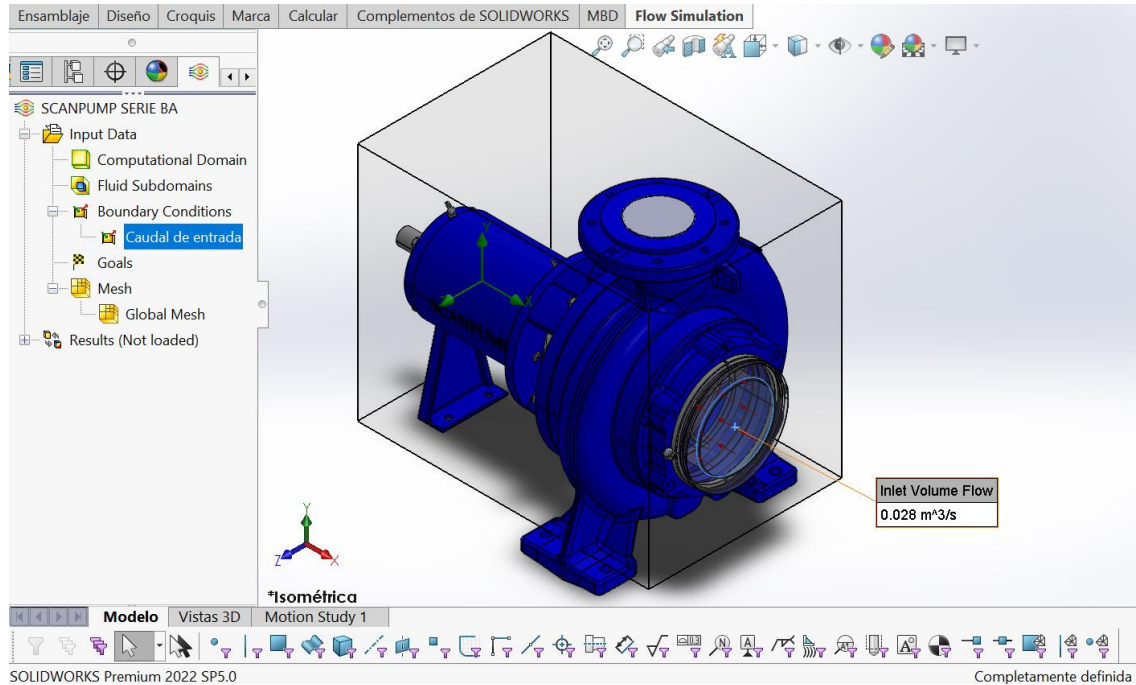 Ensamblaje Diseño Croquis Marca Calcular Complementos de SOLIDWORKS MBD Flow Simulation
SCANPUMP SERIE BA
Input Data
Computational Domain
Fluid Subdomains
Boundary Conditions
Caudal de entrada
Goals
Mesh
Global Mesh
Results (Not loaded)
Y
X
SCANPUMP
Inlet Volume Flow
0.028 m^3/s
Y
Z
X
*Isométrica
Modelo Vistas 3D Motion Study 1
SOLIDWORKS Premium 2022 SP5.0 Completamente definida